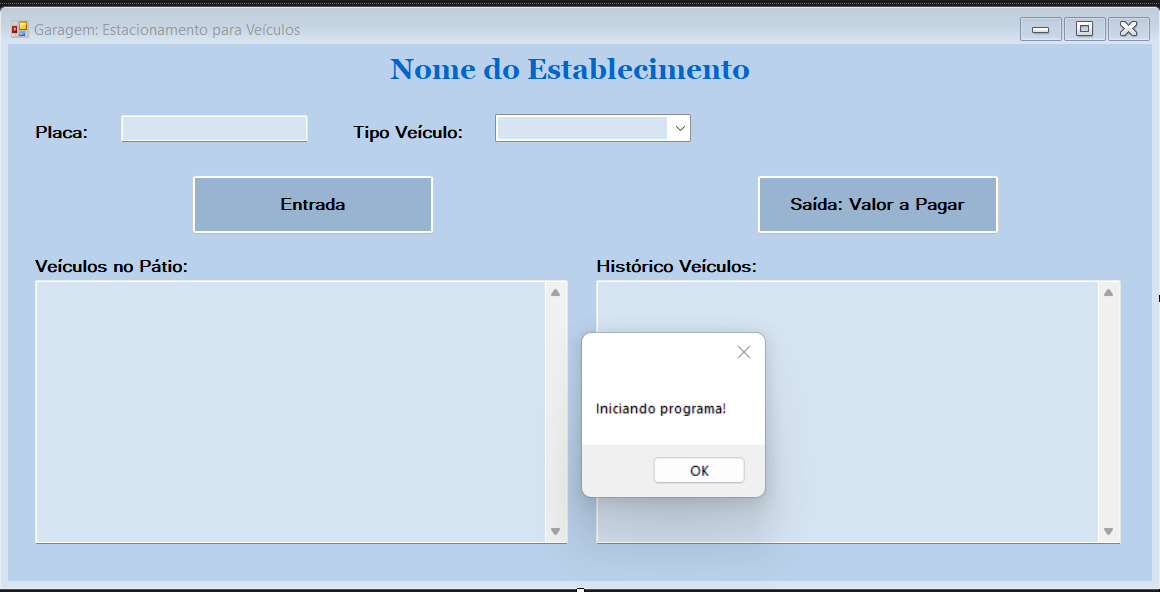 Garagem: Estacionamento para Veículos
Nome do Establecimento
Placa:
Tipo Veículo:
Entrada
Saída: Valor a Pagar
Veículos no Pátio:
Histórico Veículos:
Iniciando programa!
OK